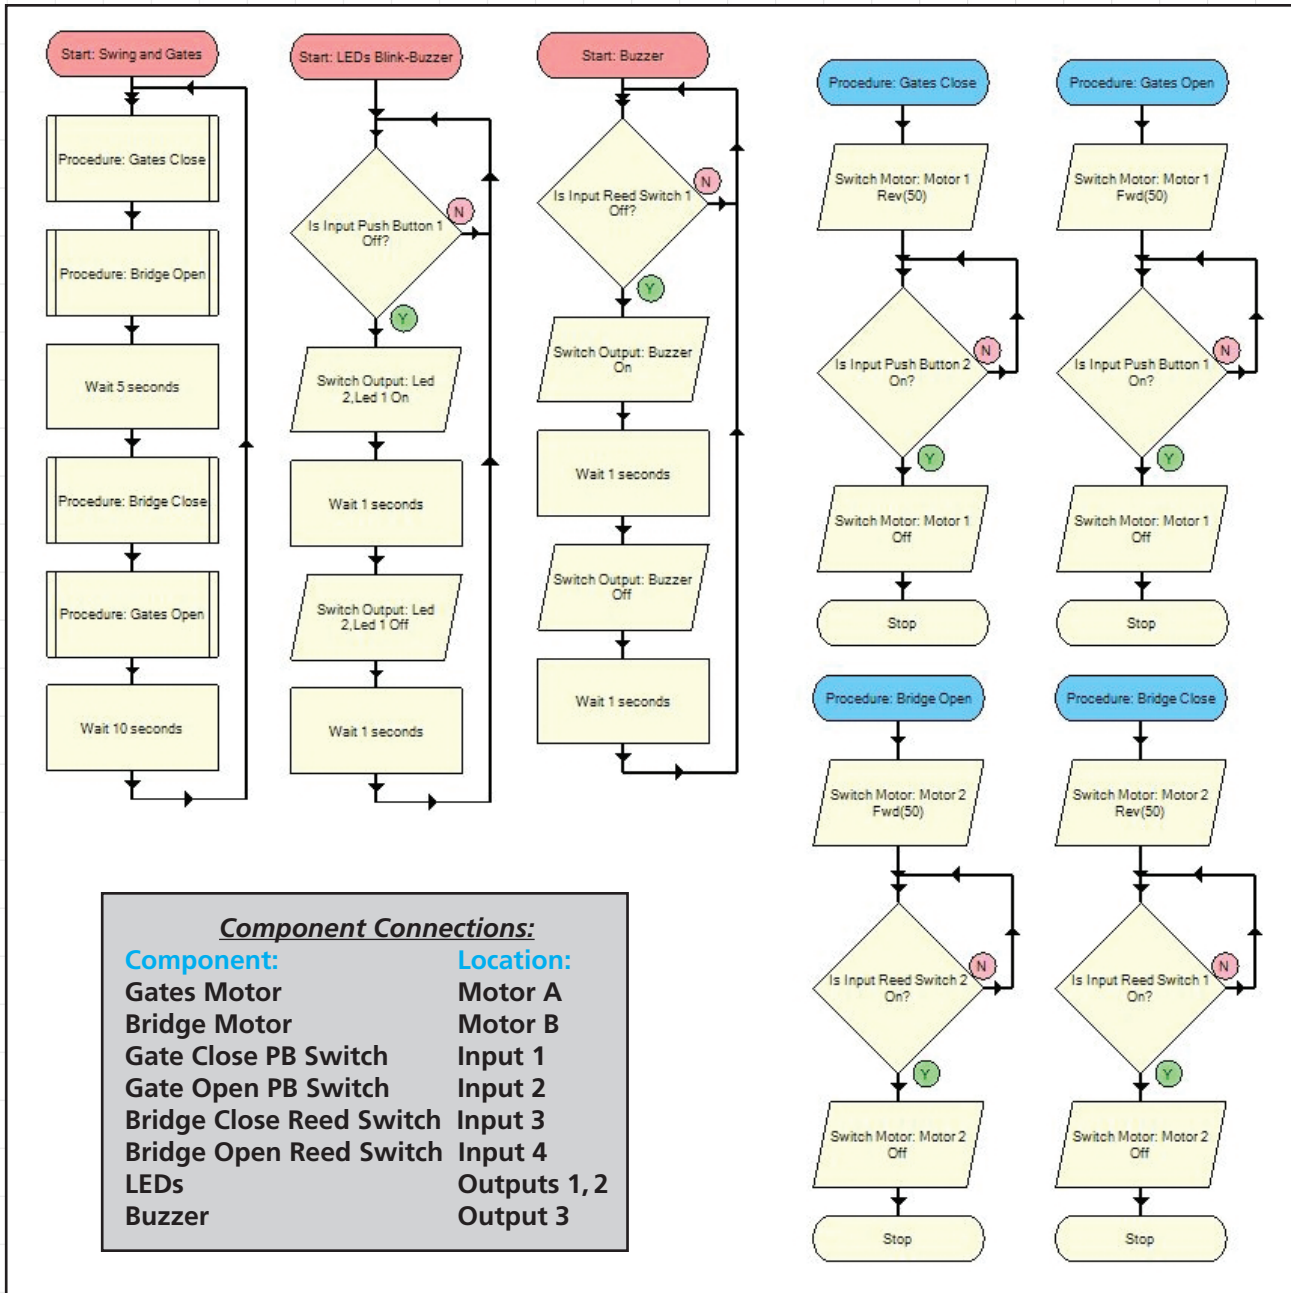 Start: Swing and Gates
Procedure: Gates Close
Procedure: Bridge Open
Wait 5 seconds
Procedure: Bridge Close
Procedure: Gates Open
Wait 10 seconds
Start: LEDs Blink-Buzzer
Is Input Push Button 1
Off?
N
Y
Switch Output: Led
2,Led 1 On
Wait 1 seconds
Switch Output: Led
2,Led 1 Off
Wait 1 seconds
Start: Buzzer
Is Input Reed Switch 1
Off?
N
Y
Switch Output: Buzzer
On
Wait 1 seconds
Switch Output: Buzzer
Off
Wait 1 seconds
Procedure: Gates Close
Switch Motor: Motor 1
Rev(50)
Is Input Push Button 2
On?
N
Y
Switch Motor: Motor 1
Off
Stop
Procedure: Gates Open
Switch Motor: Motor 1
Fwd(50)
Is Input Push Button 1
On?
N
Y
Switch Motor: Motor 1
Off
Stop
Procedure: Bridge Open
Switch Motor: Motor 2
Fwd(50)
Is Input Reed Switch 2
On?
N
Y
Switch Motor: Motor 2
Off
Stop
Procedure: Bridge Close
Switch Motor: Motor 2
Rev(50)
Is Input Reed Switch 1
On?
N
Y
Switch Motor: Motor 2
Off
Stop
Component Connections:
Component: Location:
Gates Motor Motor A
Bridge Motor Motor B
Gate Close PB Switch Input 1
Gate Open PB Switch Input 2
Bridge Close Reed Switch Input 3
Bridge Open Reed Switch Input 4
LEDs Outputs 1, 2
Buzzer Output 3